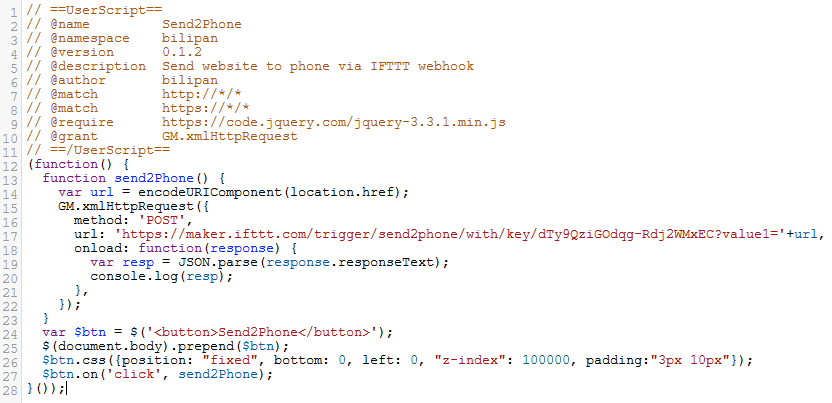 1 // ==UserScript==
2 // @name         Send2Phone
3 // @namespace    bilipan
4 // @version      0.1.2
5 // @description  Send website to phone via IFTTT webhook
6 // @author       bilipan
7 // @match        http://*/*
8 // @match        https://*/*
9 // @require      https://code.jquery.com/jquery-3.3.1.min.js
10 // @grant        GM.xmlHttpRequest
11 // ==/UserScript==
12 (function() {
13   function send2Phone() {
14     var url = encodeURIComponent(location.href);
15     GM.xmlHttpRequest({
16       method: 'POST',
17       url: 'https://maker.ifttt.com/trigger/send2phone/with/key/dTy9QziGOdqg-Rdj2WMxEC?value1='+url,
18       onload: function(response) {
19         var resp = JSON.parse(response.responseText);
20         console.log(resp);
21       },
22     });
23   }
24   var $btn = $('<button>Send2Phone</button>');
25   $(document.body).prepend($btn);
26   $btn.css({position: "fixed", bottom: 0, left: 0, "z-index": 100000, padding:"3px 10px"});
27   $btn.on('click', send2Phone);
28 }());